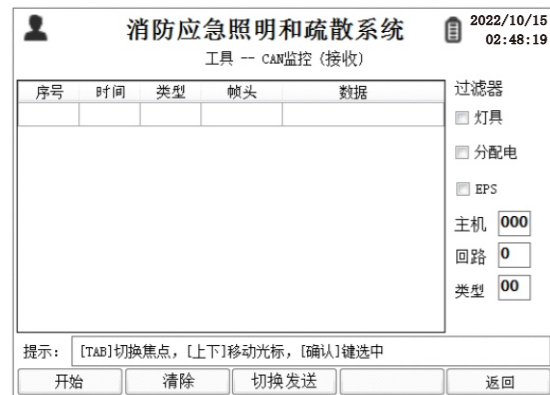 消防应急照明和疏散系统
2022/10/15
02:48:19
工具 -- CAN监控（接收）
序号 时间 类型 帧头 数据
过滤器
灯具
分配电
EPS
主机 000
回路 0
类型 00
提示： [TAB]切换焦点，[上下]移动光标，[确认]键选中
开始 清除 切换发送 返回